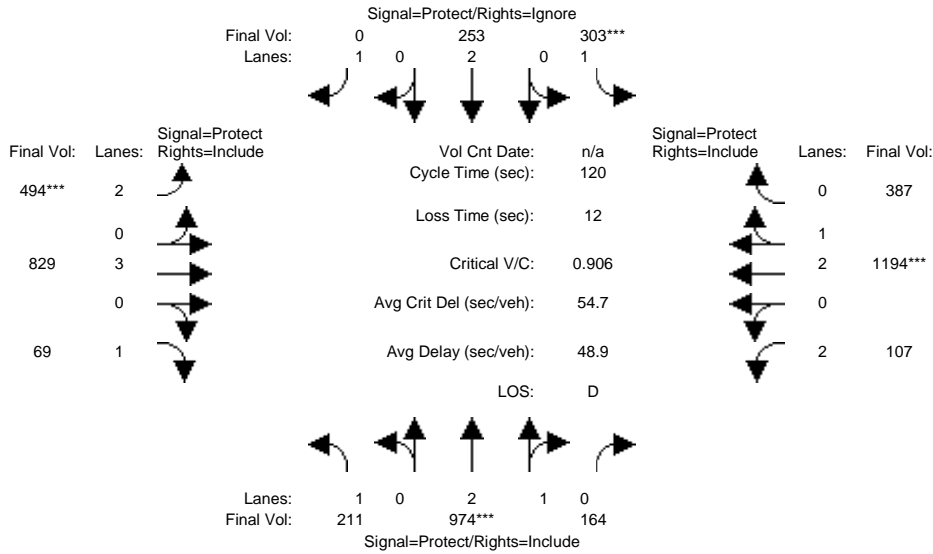 Signal=Protect/Rights=Ignore
Final Vol: 0 253 303***
Lanes: 1 0 2 0 1
Signal=Protect Signal=Protect
Final Vol: Lanes: Rights=Include Vol Cnt Date: n/a Rights=Include Lanes: Final Vol:
Cycle Time (sec): 120
494*** 2 0 387
Loss Time (sec): 12
0 1
829 3 Critical V/C: 0.906 2 1194***
0 Avg Crit Del (sec/veh): 54.7 0
69 1 Avg Delay (sec/veh): 48.9 2 107
LOS: D
Lanes: 1 0 2 1 0
Final Vol: 211 974*** 164
Signal=Protect/Rights=Include